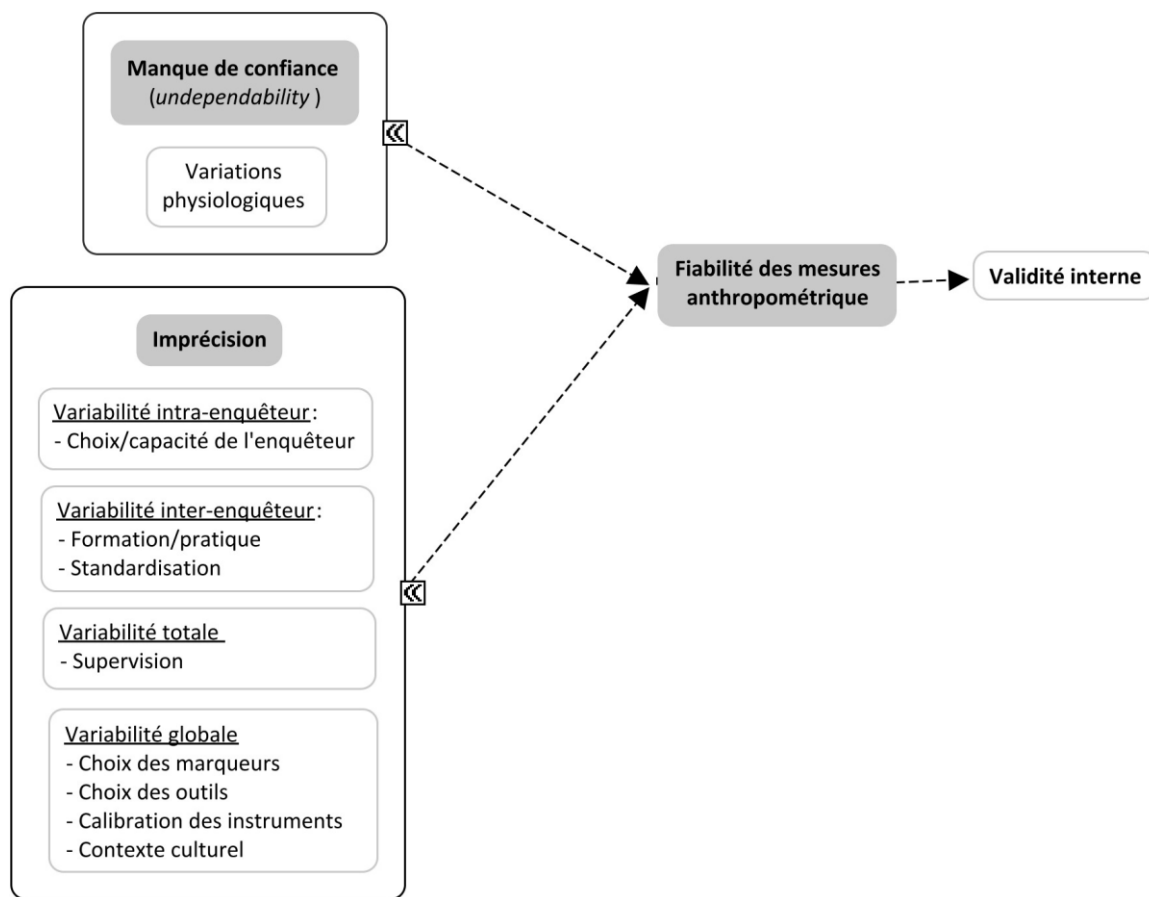 Manque de confiance
(undependability )
Variations
physiologiques
Imprécision
Variabilité intra-enquêteur:
- Choix/capacité de l'enquêteur
Variabilité inter-enquêteur:
- Formation/pratique
- Standardisation
Variabilité totale
- Supervision
Variabilité globale
- Choix des marqueurs
- Choix des outils
- Calibration des instruments
- Contexte culturel
Fiabilité des mesures
anthropométrique
Validité interne